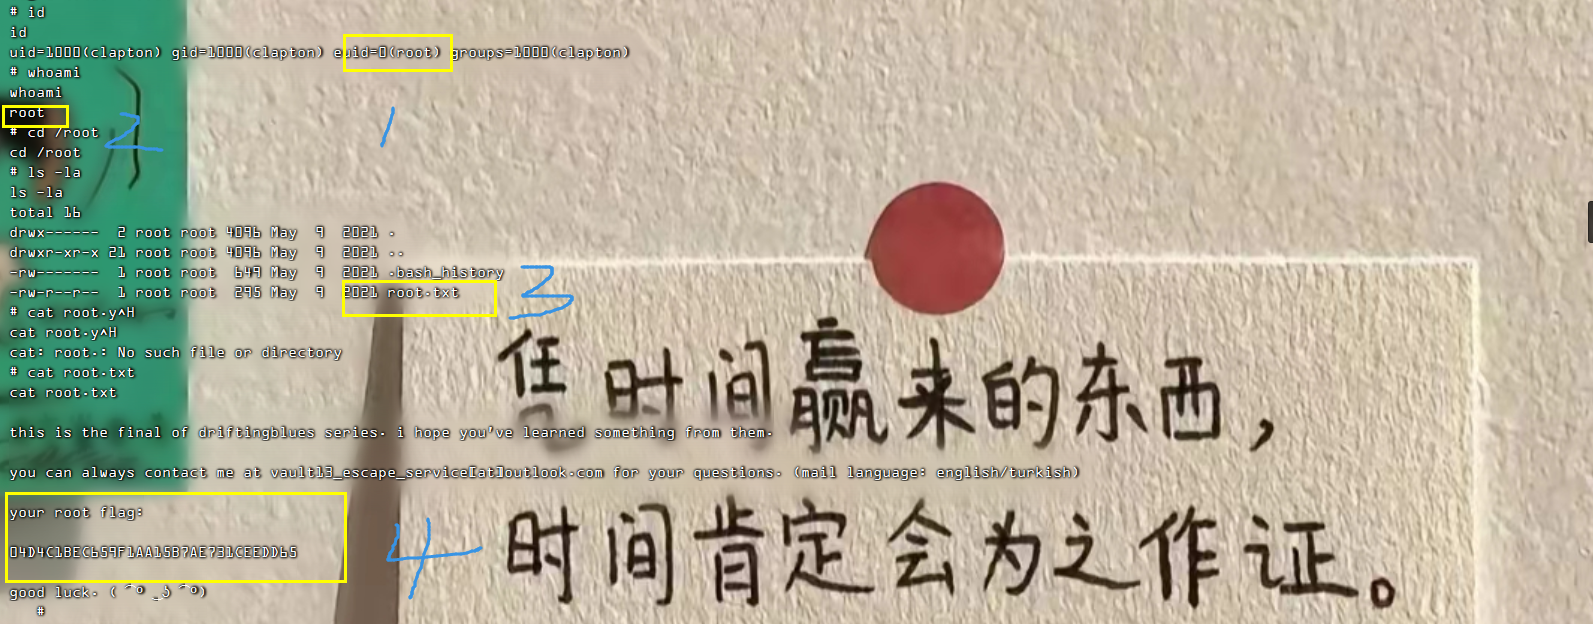 # id
id
uid=1000(clapton) gid=1000(clapton) euid=0(root) groups=1000(clapton)
# whoami
whoami
root
# cd /root
cd /root
# ls -la
ls -la
total 16
drwx------  2 root root 4096 May  9  2021 .
drwxr-xr-x 21 root root 4096 May  9  2021 ..
-rw-------  1 root root  649 May  9  2021 .bash_history
-rw-r--r--  1 root root  295 May  9  2021 root.txt
# cat root.y^H
cat root.y^H
cat: root.: No such file or directory
# cat root.txt
cat root.txt
this is the final of driftingblues series. i hope you've learned something from them.
you can always contact me at vault13_escape_service[at]outlook.com for your questions. (mail language: english/turkish)
your root flag:
04D4C1BEC659F1AA15B7AE731CEEDD65
good luck. ( ͡° ͜ʖ ͡°)
#
1
2
3
4
凭时间赢来的东西，
时间肯定会为之作证。